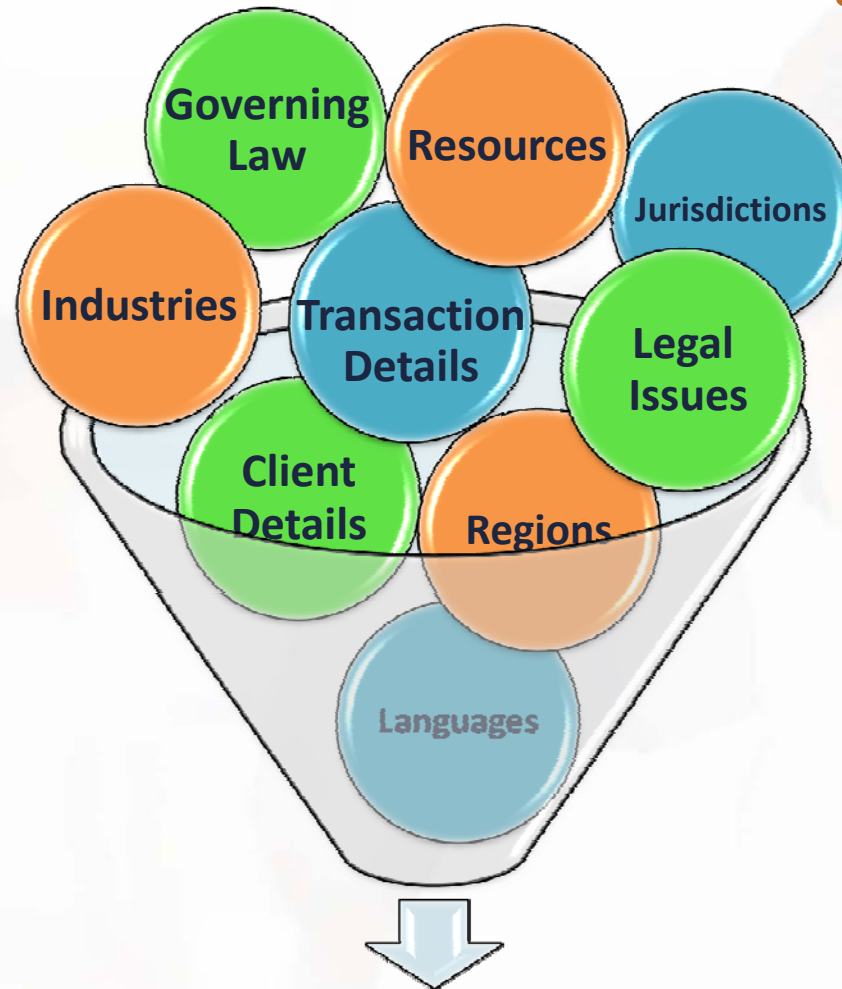 Governing
Law
Resources
Jurisdictions
Industries
Transaction
Details
Legal
Issues
Client
Details
Regions
Languages